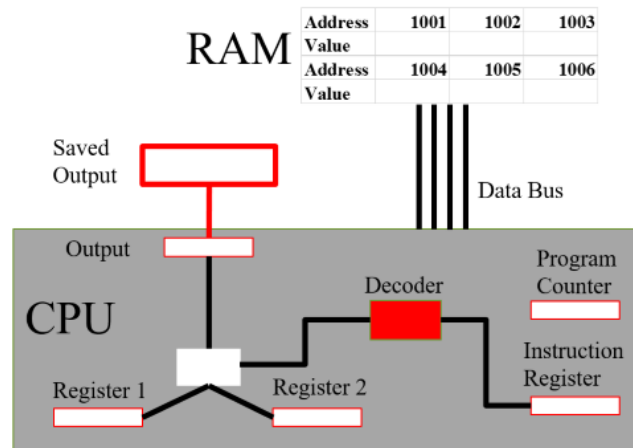 RAM
Address 1001 1002 1003
Value
Address 1004 1005 1006
Value
Saved
Output
Data Bus
Output
Decoder
Program
Counter
CPU
Instruction
Register
Register 1
Register 2